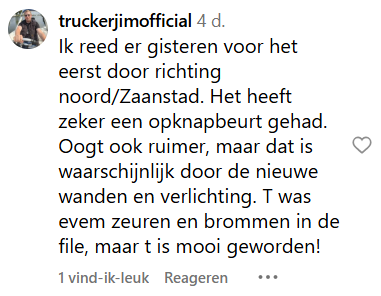 truckerjimofficial 4 d.
Ik reed er gisteren voor het
eerst door richting
noord/Zaanstad. Het heeft
zeker een opknapbeurt gehad.
Oogt ook ruimer, maar dat is
waarschijnlijk door de nieuwe
wanden en verlichting. T was
evem zeuren en brommen in de
file, maar t is mooi geworden!
1 vind-ik-leuk Reageren •••